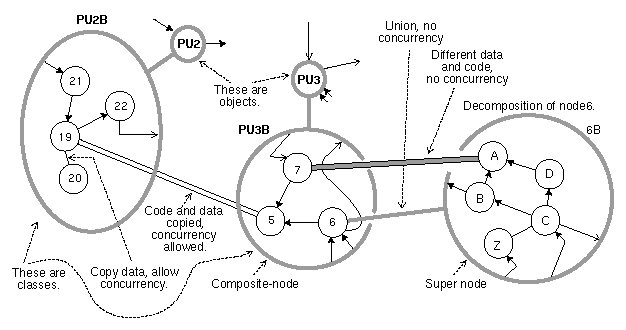 PU2B
PU2
These are
objects.
PU3
Union, no
concurrency
Different data
and code,
no concurrency
Decomposition of node6.
6B
21
22
19
20
PU3B
7
5
6
A
D
B
C
Z
Code and data
copied,
concurrency
allowed.
These are
classes.
Copy data, allow
concurrency.
Composite-node
Super node